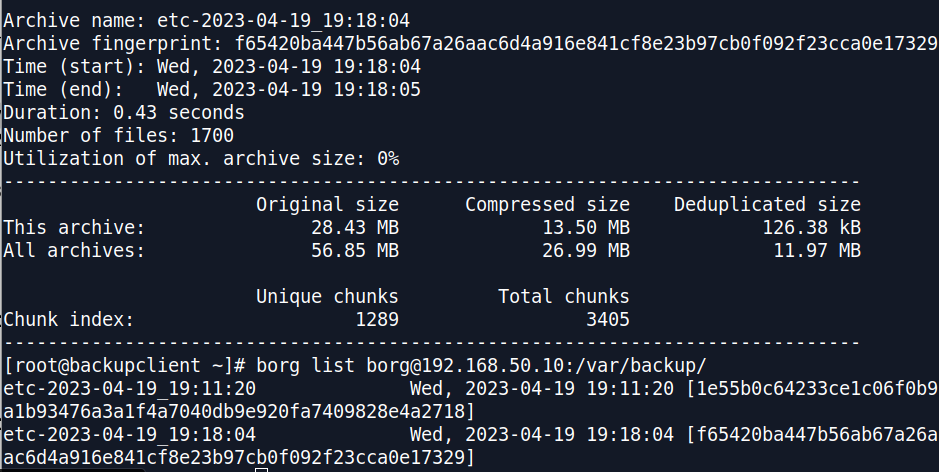 Archive name: etc-2023-04-19_19:18:04
Archive fingerprint: f65420ba447b56ab67a26aac6d4a916e841cf8e23b97cb0f092f23cca0e17329
Time (start): Wed, 2023-04-19 19:18:04
Time (end):   Wed, 2023-04-19 19:18:05
Duration: 0.43 seconds
Number of files: 1700
Utilization of max. archive size: 0%
------------------------------------------------------------------------------
                       Original size      Compressed size    Deduplicated size
This archive:               28.43 MB             13.50 MB            126.38 kB
All archives:               56.85 MB             26.99 MB             11.97 MB
                       Unique chunks         Total chunks
Chunk index:                    1289                 3405
------------------------------------------------------------------------------
[root@backupclient ~]# borg list borg@192.168.50.10:/var/backup/
etc-2023-04-19_19:11:20              Wed, 2023-04-19 19:11:20 [1e55b0c64233ce1c06f0b9
a1b93476a3a1f4a7040db9e920fa7409828e4a2718]
etc-2023-04-19_19:18:04              Wed, 2023-04-19 19:18:04 [f65420ba447b56ab67a26a
ac6d4a916e841cf8e23b97cb0f092f23cca0e17329]